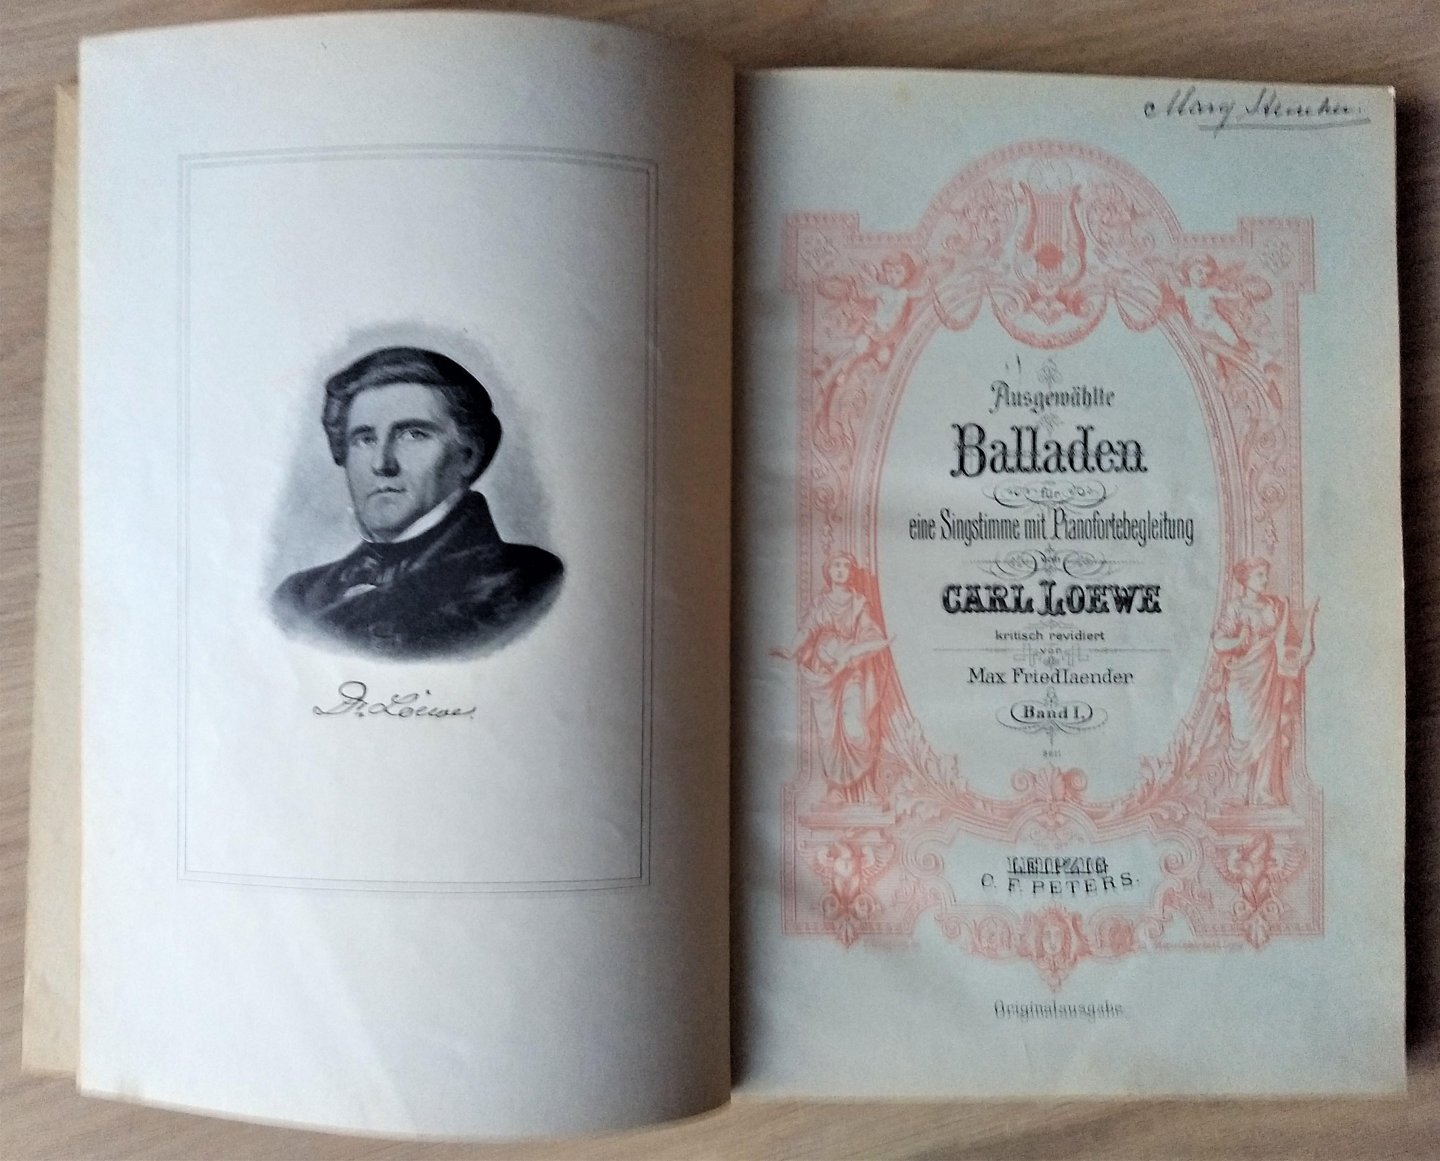 Dr. Loewe.
Mary
Ausgewählte
Balladen
für
eine Singstimme mit Pianofortebegleitung
von
CARL LOEWE
kritisch revidiert
von
Max Friedlaender
Band I.
LEIPZIG
C. F. PETERS.
Originalausgabe.